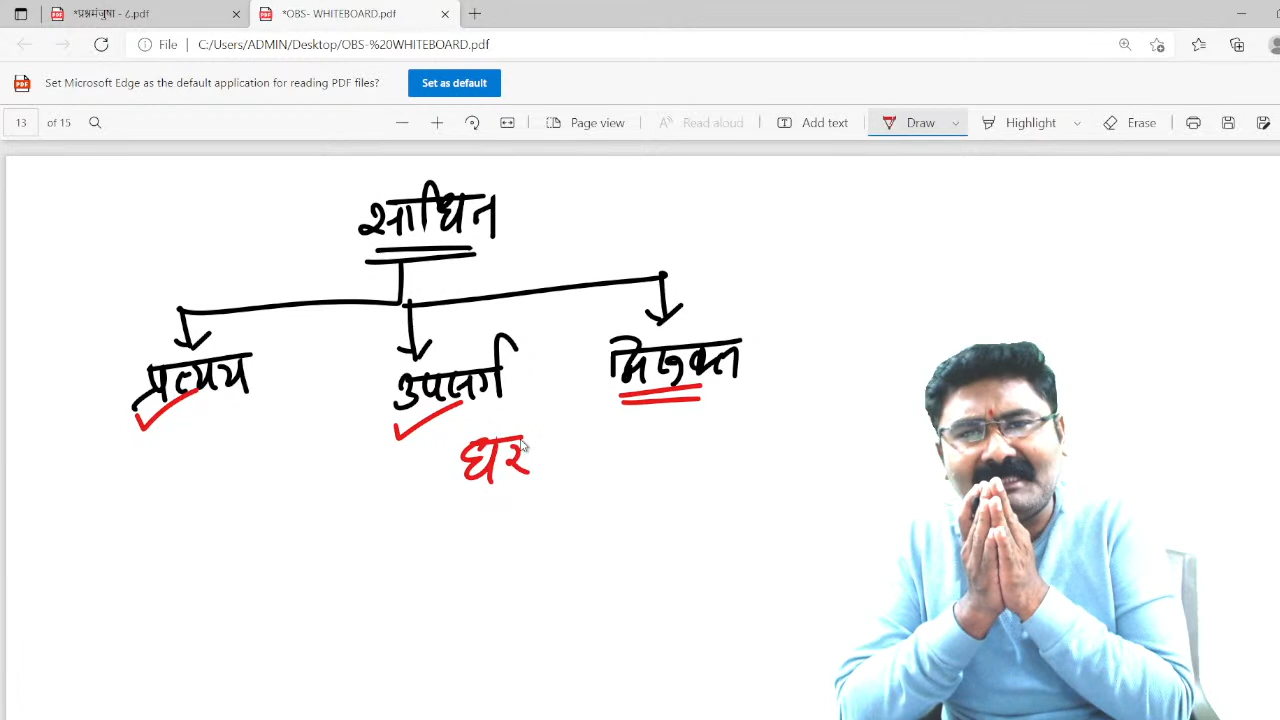 *प्रश्नमंजुषा - ८.pdf
*OBS- WHITEBOARD.pdf
File C:/Users/ADMIN/Desktop/OBS-%20WHITEBOARD.pdf
Set Microsoft Edge as the default application for reading PDF files? Set as default
13 of 15 Page view Read aloud Add text Draw Highlight Erase
साधित
प्रत्यय उपसर्ग
घर